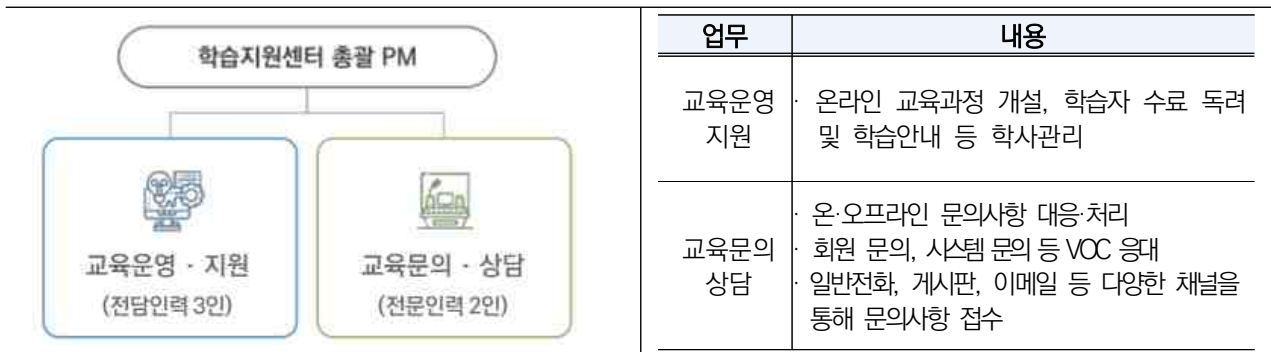 학습지원센터 총괄 PM
교육운영 · 지원
(전담인력 3인)
교육문의 · 상담
(전문인력 2인)
업무 내용
교육운영
지원
· 온라인 교육과정 개설, 학습자 수료 독려
및 학습안내 등 학사관리
교육문의
상담
· 온·오프라인 문의사항 대응·처리
· 회원 문의, 시스템 문의 등 VOC 응대
· 일반전화, 게시판, 이메일 등 다양한 채널을
통해 문의사항 접수